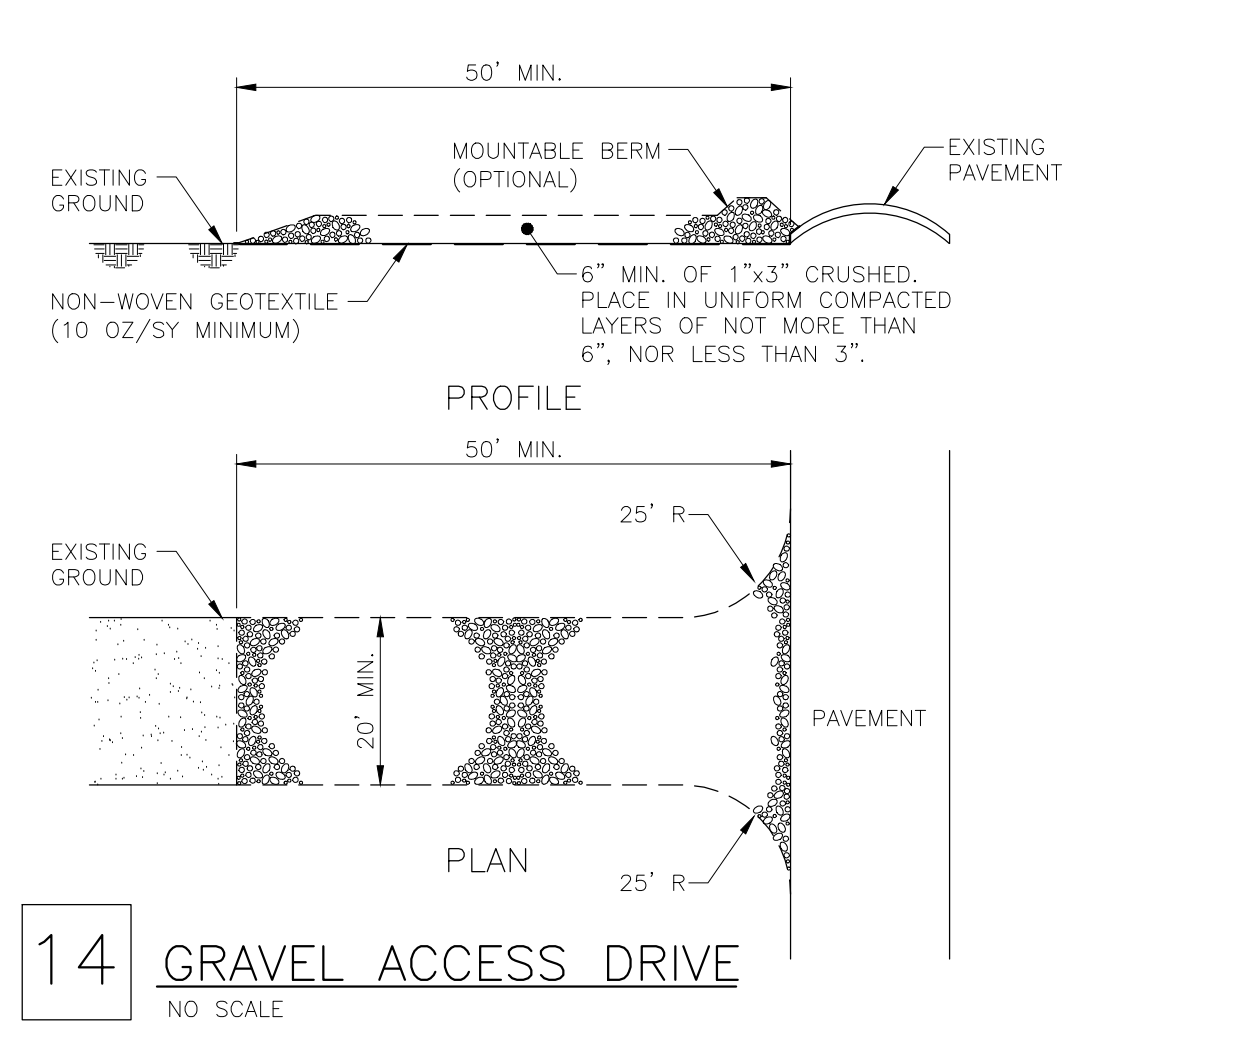 50' MIN.
MOUNTABLE BERM
(OPTIONAL)
EXISTING
PAVEMENT
EXISTING
GROUND
NON-WOVEN GEOTEXTILE
(10 OZ/SY MINIMUM)
6" MIN. OF 1"x3" CRUSHED.
PLACE IN UNIFORM COMPACTED
LAYERS OF NOT MORE THAN
6", NOR LESS THAN 3".
PROFILE
50' MIN.
25' R
EXISTING
GROUND
20' MIN.
PAVEMENT
PLAN
25' R
14
GRAVEL ACCESS DRIVE
NO SCALE